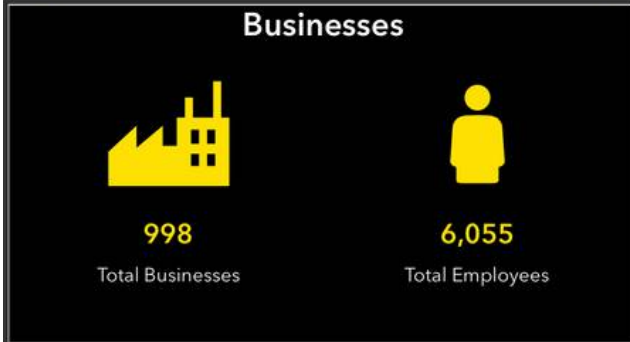 Businesses
998
6,055
Total Businesses
Total Employees